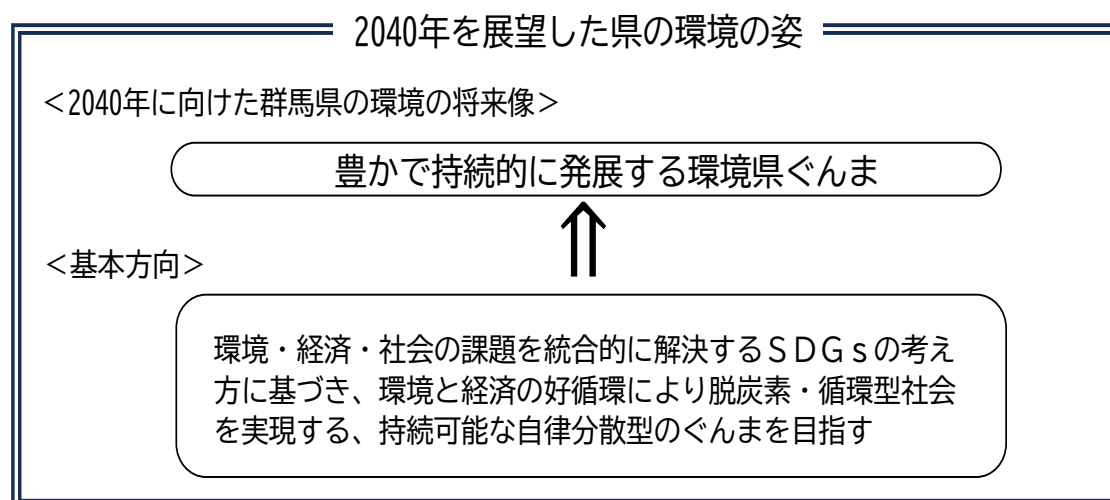 2040年を展望した県の環境の姿
＜2040年に向けた群馬県の環境の将来像＞
豊かで持続的に発展する環境県ぐんま
⇑
＜基本方向＞
環境・経済・社会の課題を統合的に解決するＳＤＧｓの考え
方に基づき、環境と経済の好循環により脱炭素・循環型社会
を実現する、持続可能な自律分散型のぐんまを目指す